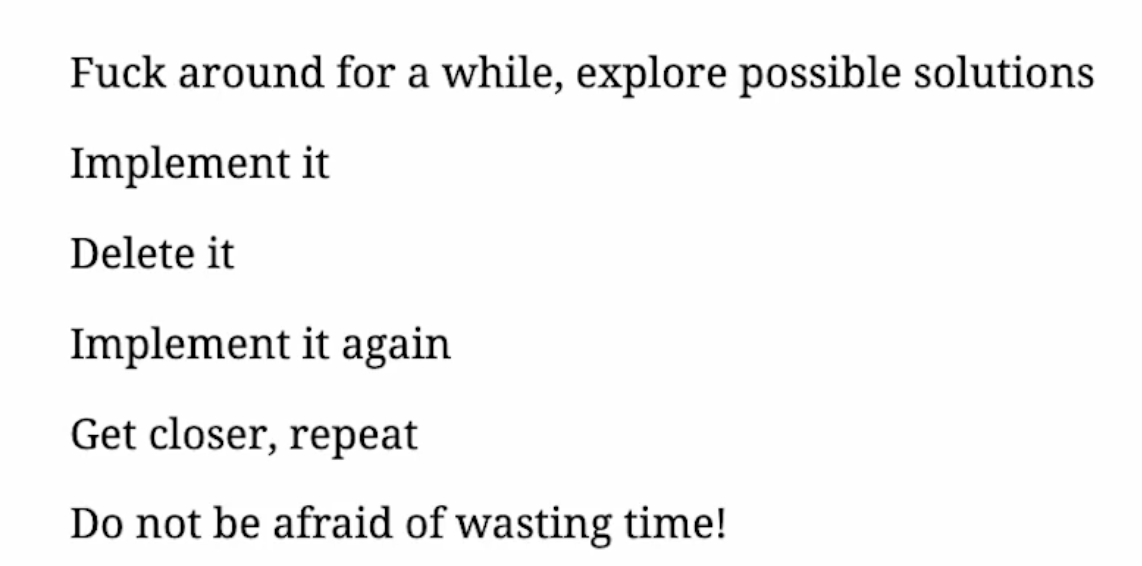 Fuck around for a while, explore possible solutions
Implement it
Delete it
Implement it again
Get closer, repeat
Do not be afraid of wasting time!